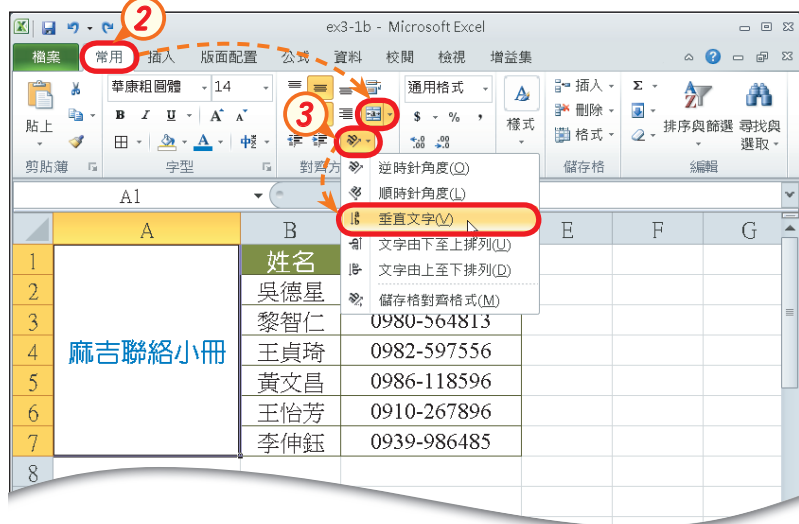 2
ex3-1b - Microsoft Excel
檔案 常用 插入 版面配置 公式 資料 校閱 檢視 增益集
華康粗圓體 14 通用格式 插入 Σ
3
B I U A A $ % , 刪除
貼上 樣式 格式 排序與篩選 尋找與
選取
A 中
剪貼簿 字型 對齊方 儲存格 編輯
逆時針角度(O)
A1 順時針角度(L)
垂直文字(V)
A B E F G
文字由下至上排列(U)
1 姓名
文字由上至下排列(D)
2 吳德星
儲存格對齊格式(M)
3 黎智仁 0980-564813
4 麻吉聯絡小冊 王貞琦 0982-597556
5 黃文昌 0986-118596
6 王怡芳 0910-267896
7 李伸鈺 0939-986485
8